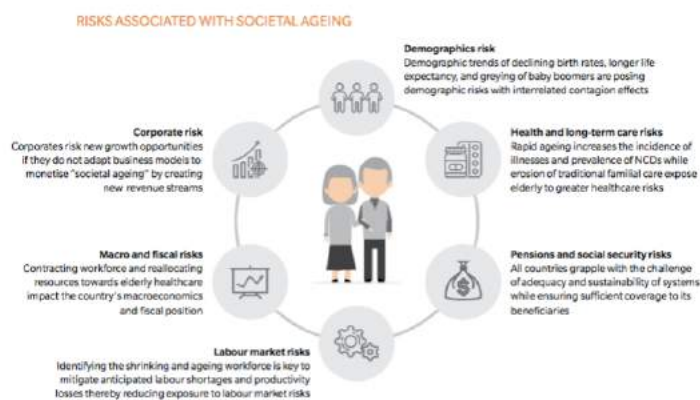 RISKS ASSOCIATED WITH SOCIETAL AGEING
Demographics risk
Demographic trends of declining birth rates, longer life
expectancy, and greying of baby boomers are posing
demographic risks with interrelated contagion effects
Corporate risk
Corporates risk new growth opportunities
if they do not adapt business models to
monetise "societal ageing" by creating
new revenue streams
Health and long-term care risks
Rapid ageing increases the incidence of
illnesses and prevalence of NCDs while
erosion of traditional familial care expose
elderly to greater healthcare risks
Macro and fiscal risks
Contracting workforce and reallocating
resources towards elderly healthcare
impact the country's macroeconomics
and fiscal position
Pensions and social security risks
All countries grapple with the challenge
of adequacy and sustainability of systems
while ensuring sufficient coverage to its
beneficiaries
$
Labour market risks
Identifying the shrinking and ageing workforce is key to
mitigate anticipated labour shortages and productivity
losses thereby reducing exposure to labour market risks